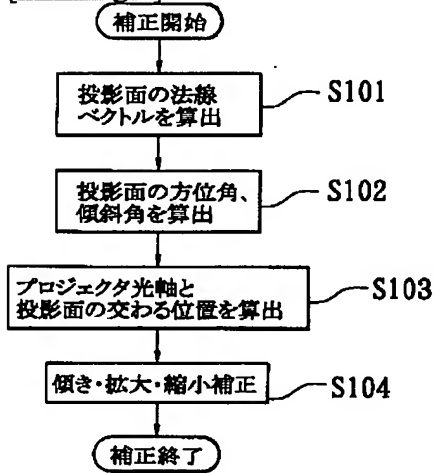 補正開始
投影面の法線
ベクトルを算出
S101
投影面の方位角、
傾斜角を算出
S102
プロジェクタ光軸と
投影面の交わる位置を算出
S103
傾き・拡大・縮小補正
S104
補正終了